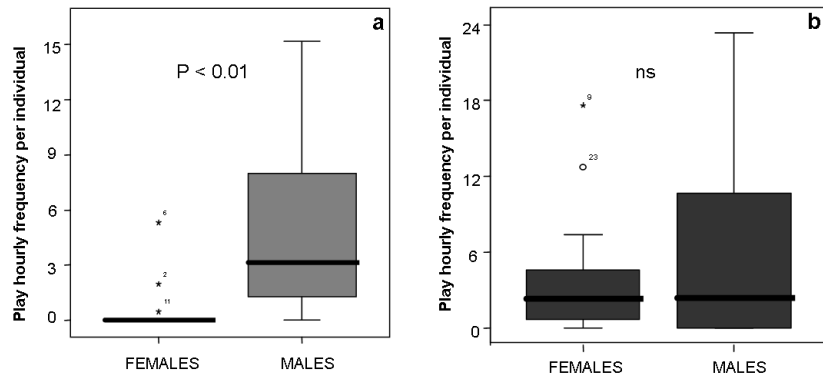 a
P < 0.01
Play hourly frequency per individual
15
12
9
6
3
0
6
2
11
FEMALES
MALES
b
ns
Play hourly frequency per individual
24
18
12
6
0
9
23
FEMALES
MALES